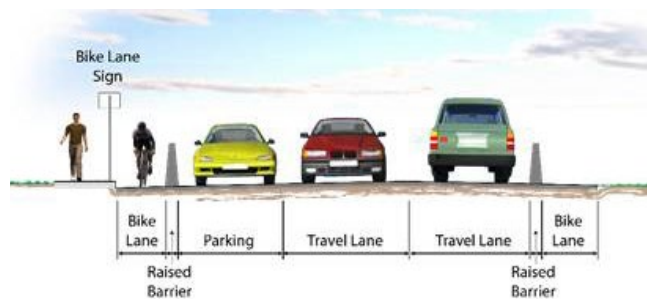 Bike Lane
Sign
Bike
Lane
Parking
Travel Lane
Travel Lane
Bike
Lane
Raised
Barrier
Raised
Barrier